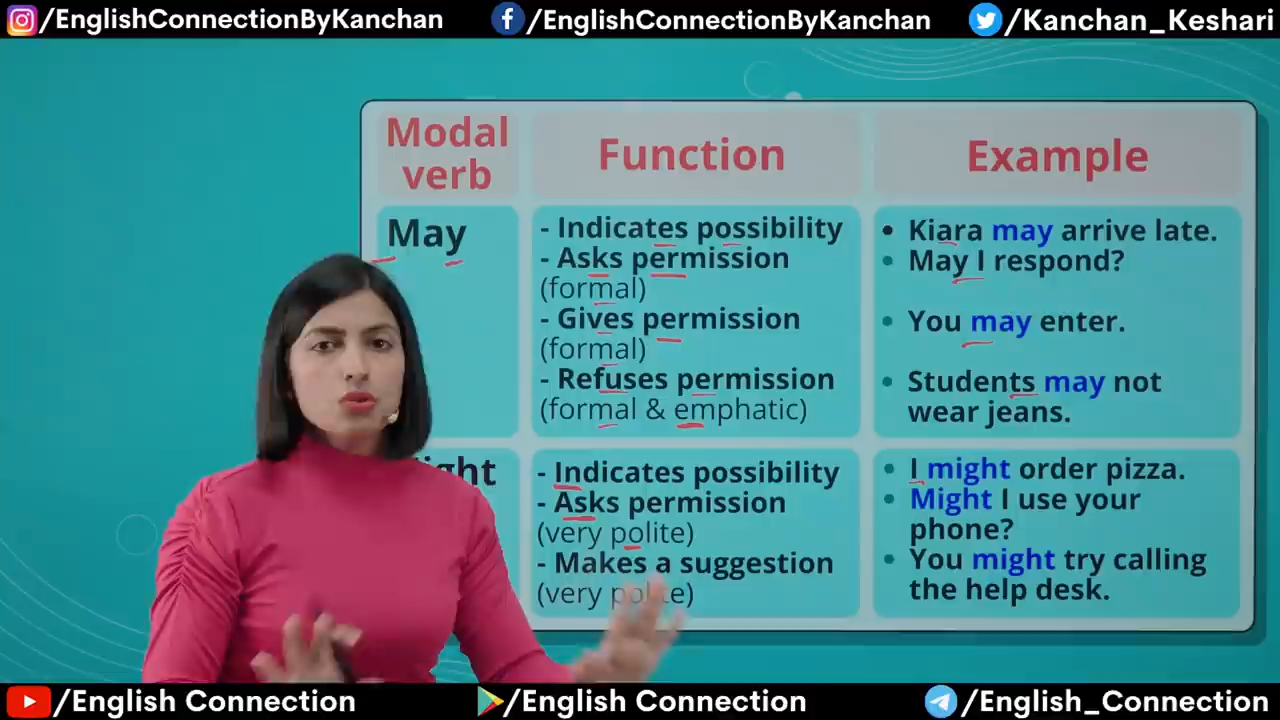 /EnglishConnectionByKanchan /EnglishConnectionByKanchan /Kanchan_Keshari
Modal
verb
Function
Example
May
- Indicates possibility
- Asks permission
(formal)
- Gives permission
(formal)
- Refuses permission
(formal & emphatic)
• Kiara may arrive late.
• May I respond?
• You may enter.
• Students may not
wear jeans.
- Indicates possibility
- Asks permission
(very polite)
- Makes a suggestion
(very polite)
• I might order pizza.
• Might I use your
phone?
• You might try calling
the help desk.
/English Connection /English Connection /English_Connection